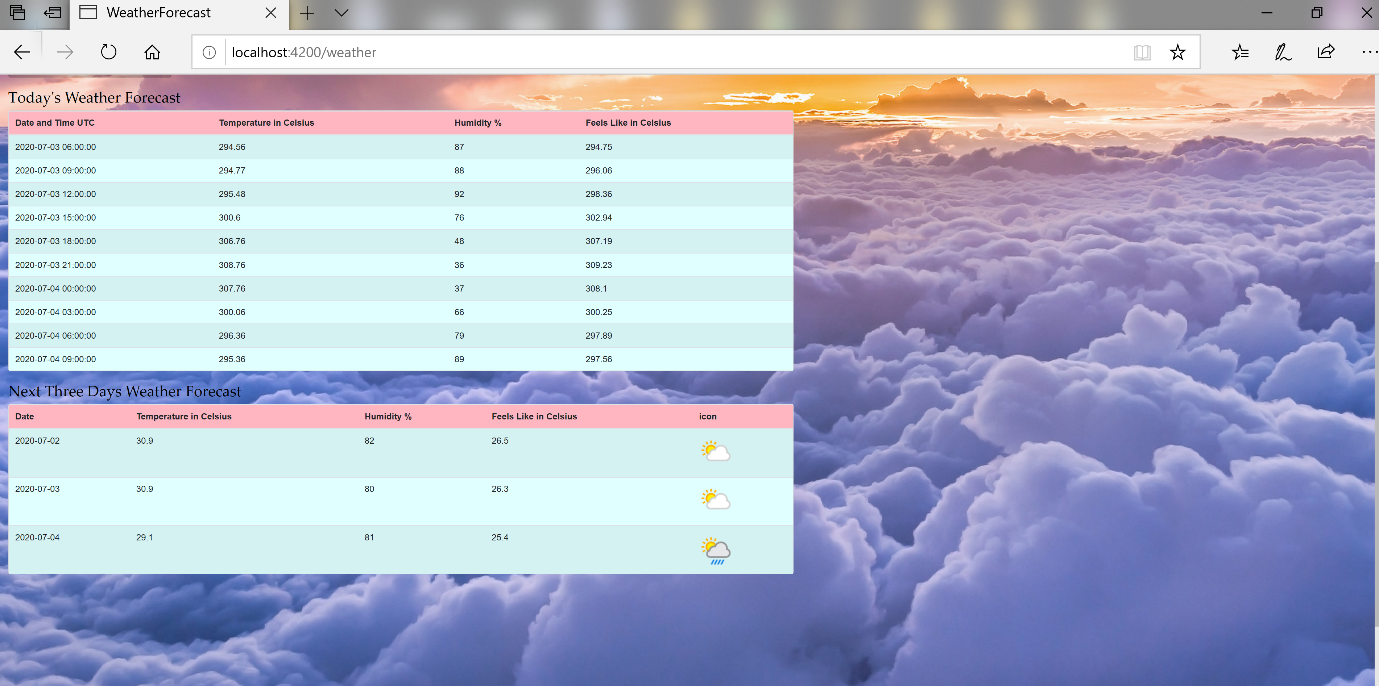 WeatherForecast
localhost:4200/weather
Today's Weather Forecast
Date and Time UTC Temperature in Celsius Humidity % Feels Like in Celsius
2020-07-03 06:00:00 294.56 87 294.75
2020-07-03 09:00:00 294.77 88 296.06
2020-07-03 12:00:00 295.48 92 298.36
2020-07-03 15:00:00 300.6 76 302.94
2020-07-03 18:00:00 306.76 48 307.19
2020-07-03 21:00:00 308.76 36 309.23
2020-07-04 00:00:00 307.76 37 308.1
2020-07-04 03:00:00 300.06 66 300.25
2020-07-04 06:00:00 296.36 79 297.89
2020-07-04 09:00:00 295.36 89 297.56
Next Three Days Weather Forecast
Date Temperature in Celsius Humidity % Feels Like in Celsius icon
2020-07-02 30.9 82 26.5
2020-07-03 30.9 80 26.3
2020-07-04 29.1 81 25.4